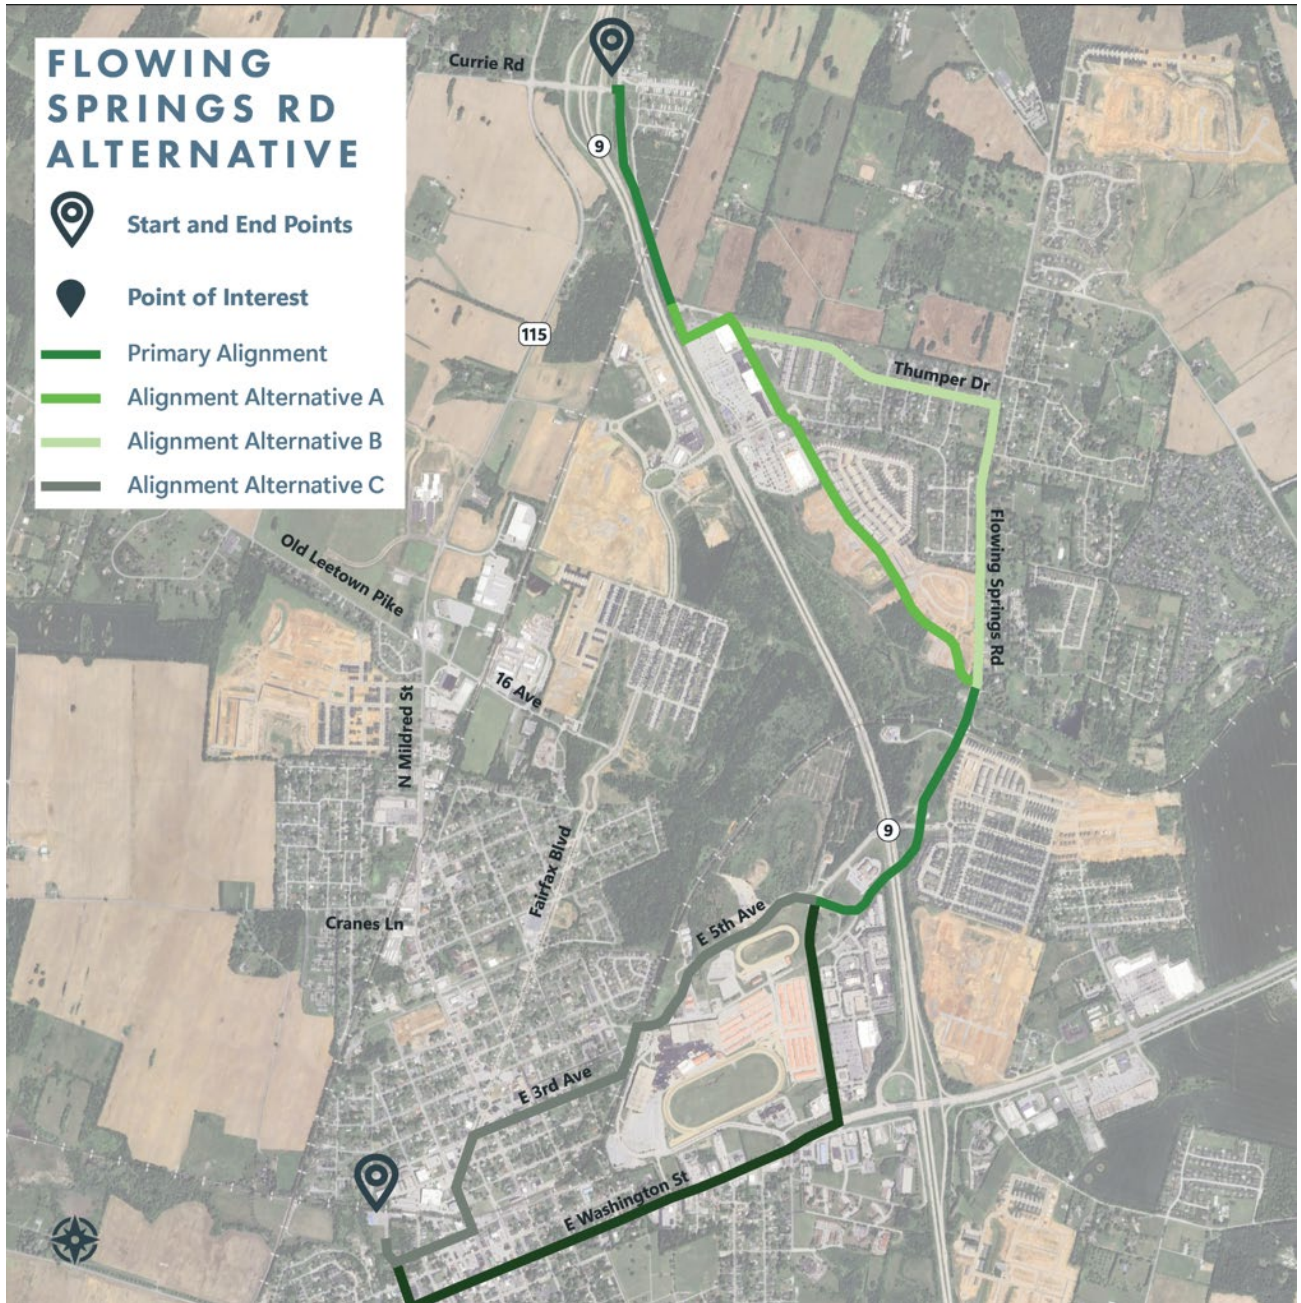 FLOWING
SPRINGS RD
ALTERNATIVE
Start and End Points
Point of Interest
Primary Alignment
Alignment Alternative A
Alignment Alternative B
Alignment Alternative C
Currie Rd
9
115
Thumper Dr
Flowing Springs Rd
Old Leetown Pike
16 Ave
N Mildred St
Fairfax Blvd
9
Cranes Ln
E 5th Ave
E 3rd Ave
E Washington St